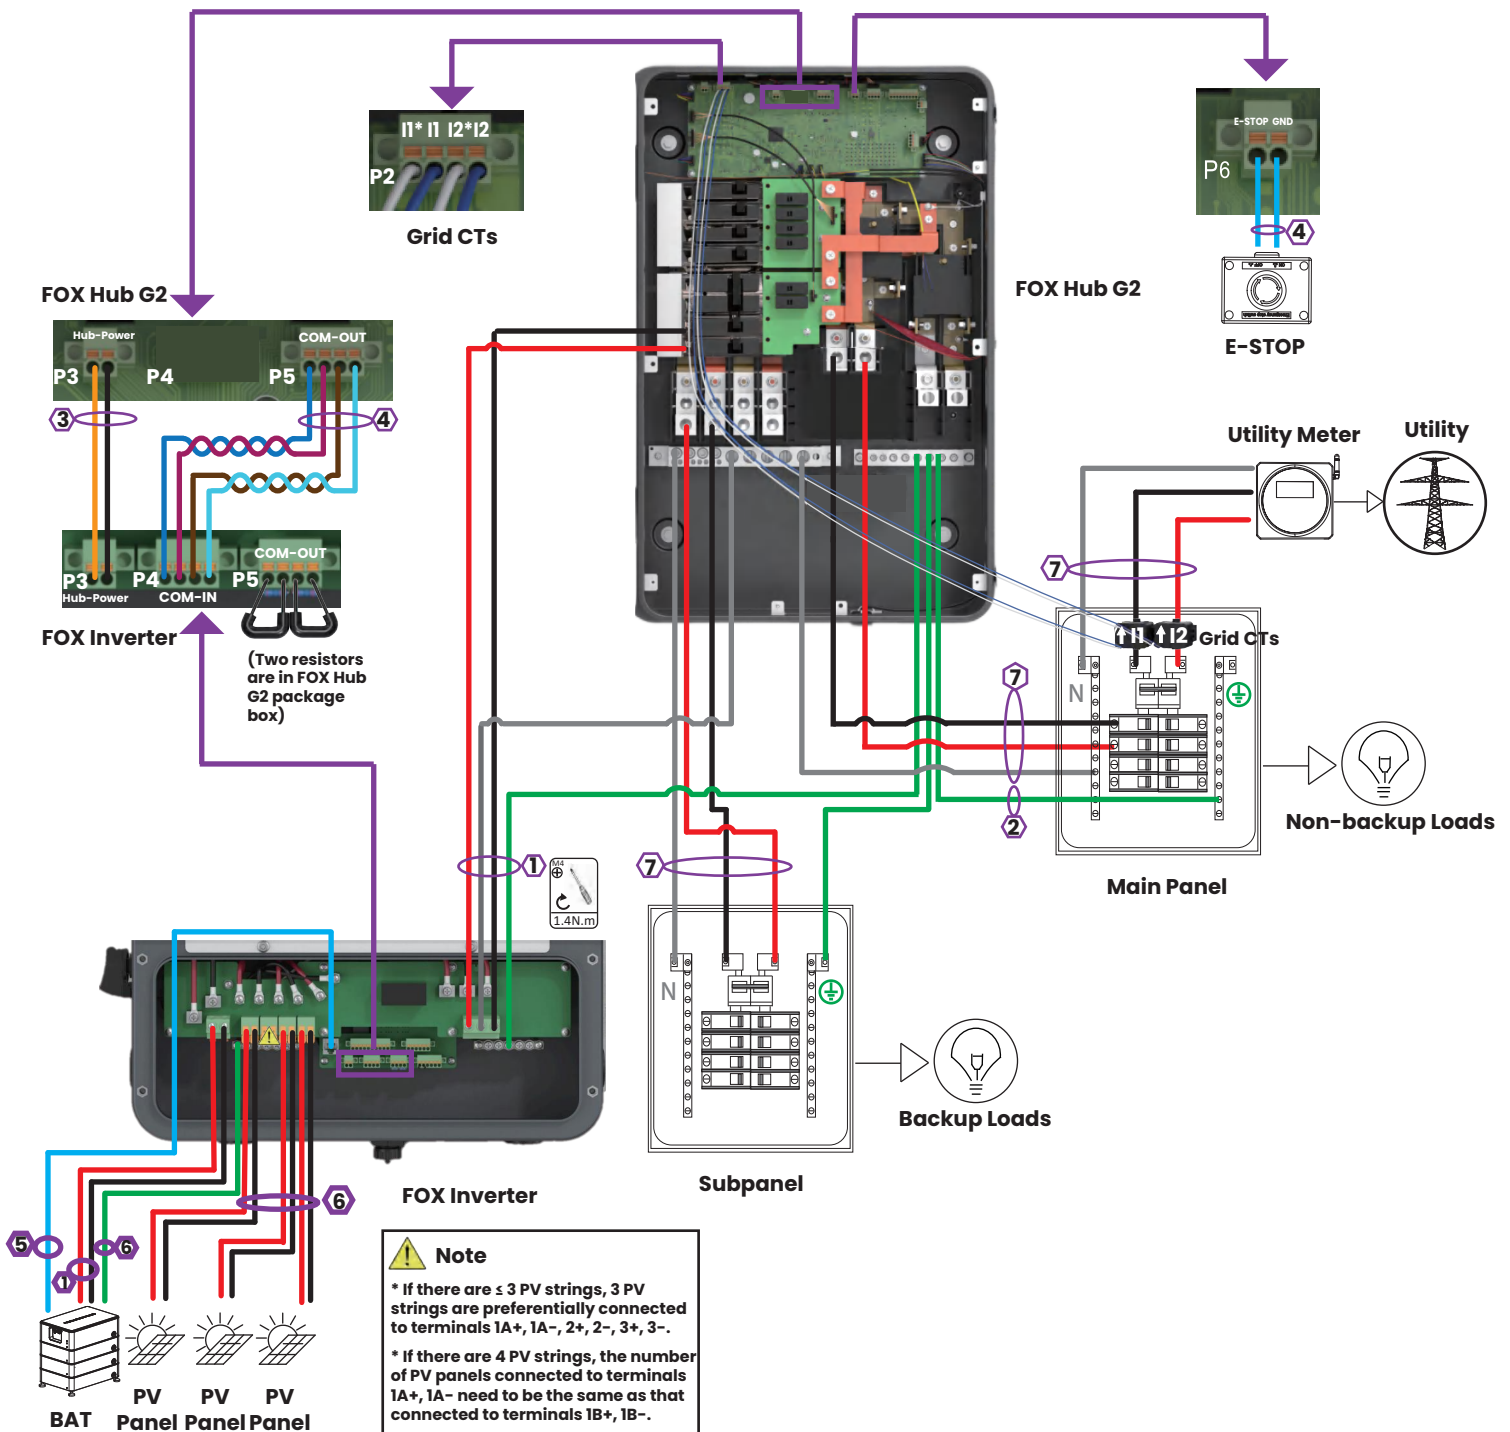 I1* I1 I2* I2
P2
Grid CTs
E-STOP GND
P6
4
E-STOP
FOX Hub G2
FOX Hub G2
Hub-Power
COM-OUT
P3
P4
P5
3
4
COM-OUT
P3
P4
P5
Hub-Power
COM-IN
FOX Inverter
(Two resistors
are in FOX Hub
G2 package
box)
Utility Meter
Utility
7
I1
I2
Grid CTs
N
7
2
Non-backup Loads
Main Panel
1
M4
1.4N.m
7
N
Backup Loads
Subpanel
FOX Inverter
6
5
6
1
BAT
PV
Panel
PV
Panel
PV
Panel
Note
* If there are ≤ 3 PV strings, 3 PV
strings are preferentially connected
to terminals 1A+, 1A-, 2+, 2-, 3+, 3-.
* If there are 4 PV strings, the number
of PV panels connected to terminals
1A+, 1A- need to be the same as that
connected to terminals 1B+, 1B-.